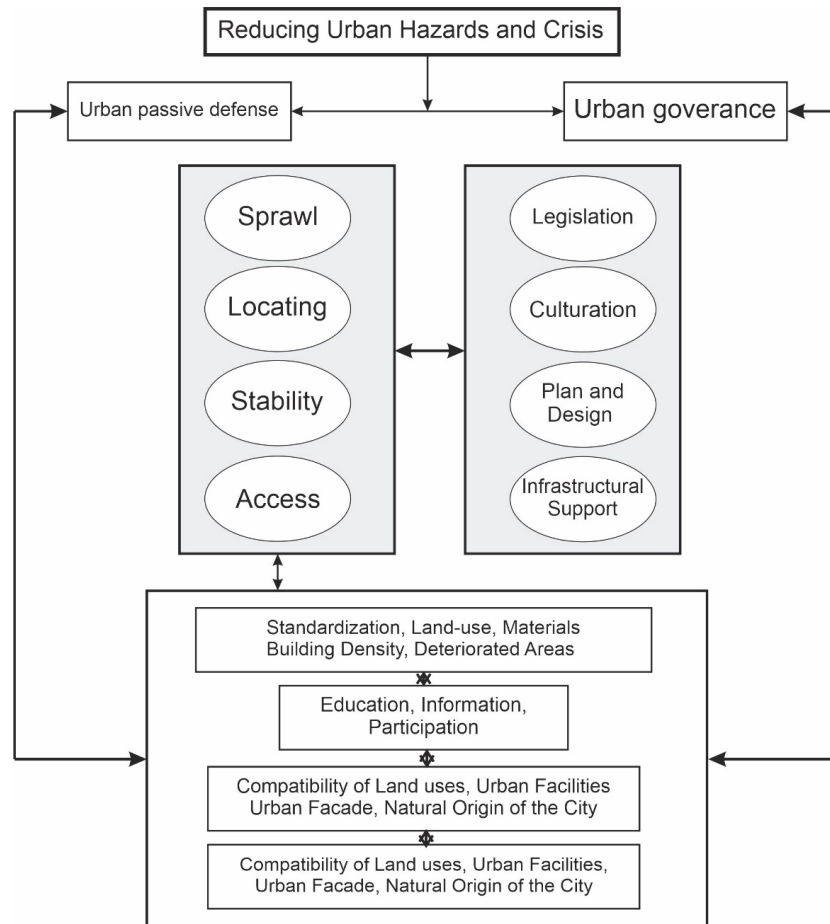 Reducing Urban Hazards and Crisis
Urban passive defense
Urban goverance
Sprawl
Locating
Stability
Access
Legislation
Culturation
Plan and
Design
Infrastructural
Support
Standardization, Land-use, Materials
Building Density, Deteriorated Areas
Education, Information,
Participation
Compatibility of Land uses, Urban Facilities
Urban Facade, Natural Origin of the City
Compatibility of Land uses, Urban Facilities,
Urban Facade, Natural Origin of the City